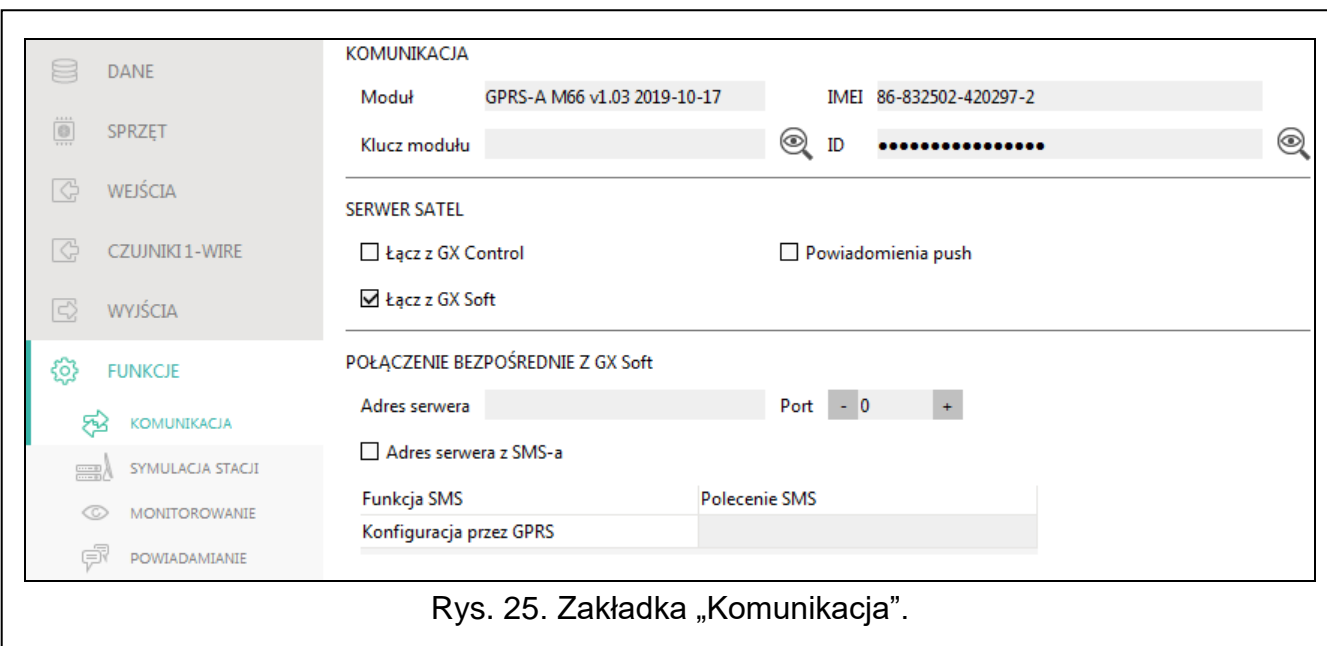 DANE
SPRZĘT
WEJŚCIA
CZUJNIKI 1-WIRE
WYJŚCIA
FUNKCJE
KOMUNIKACJA
SYMULACJA STACJI
MONITOROWANIE
POWIADAMIANIE
KOMUNIKACJA
Moduł GPRS-A M66 v1.03 2019-10-17 IMEI 86-832502-420297-2
Klucz modułu ID ••••••••••••••••
SERWER SATEL
Łącz z GX Control Powiadomienia push
Łącz z GX Soft
POŁĄCZENIE BEZPOŚREDNIE Z GX Soft
Adres serwera Port - 0 +
Adres serwera z SMS-a
Funkcja SMS Polecenie SMS
Konfiguracja przez GPRS
Rys. 25. Zakładka „Komunikacja”.